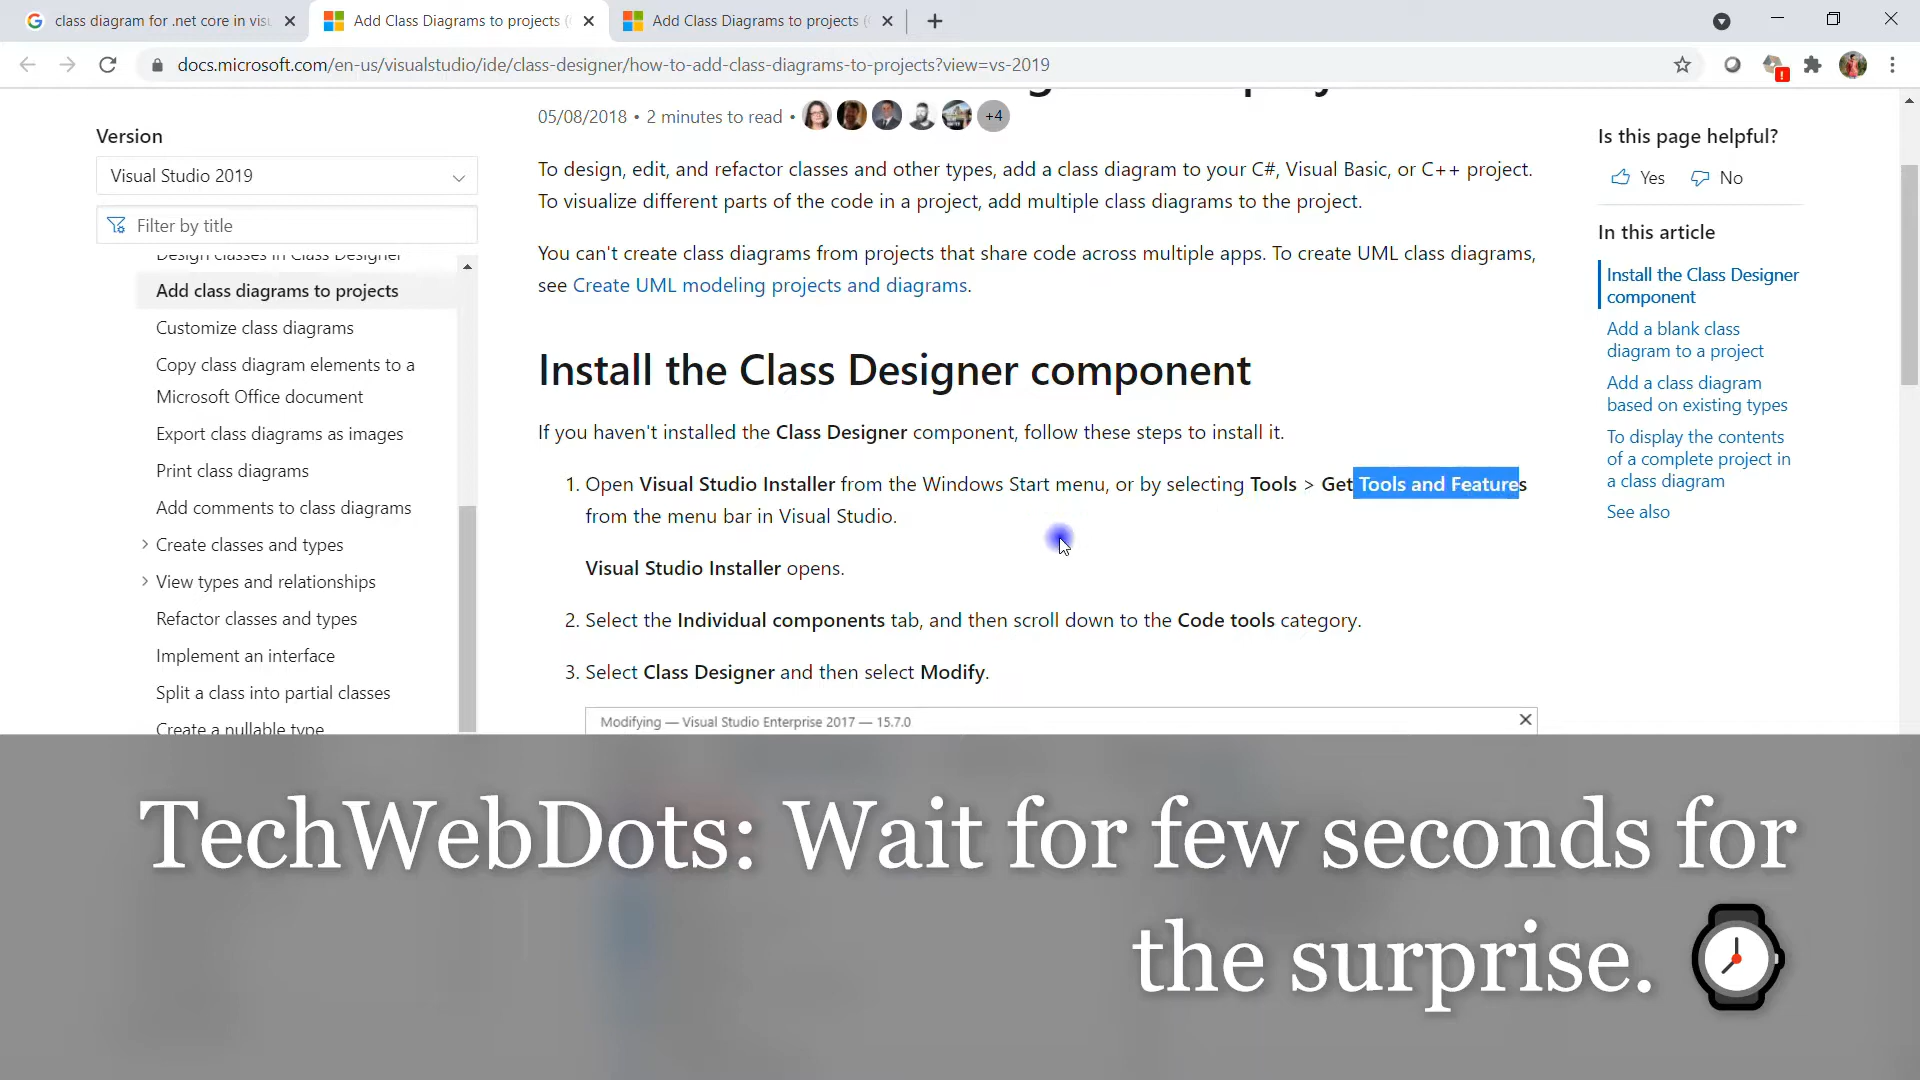 class diagram for .net core in visu
Add Class Diagrams to projects (
Add Class Diagrams to projects (
docs.microsoft.com/en-us/visualstudio/ide/class-designer/how-to-add-class-diagrams-to-projects?view=vs-2019
Version
Visual Studio 2019
Filter by title
Design classes in Class Designer
Add class diagrams to projects
Customize class diagrams
Copy class diagram elements to a
Microsoft Office document
Export class diagrams as images
Print class diagrams
Add comments to class diagrams
Create classes and types
View types and relationships
Refactor classes and types
Implement an interface
Split a class into partial classes
Create a nullable type
05/08/2018 • 2 minutes to read •
+4
To design, edit, and refactor classes and other types, add a class diagram to your C#, Visual Basic, or C++ project.
To visualize different parts of the code in a project, add multiple class diagrams to the project.
You can't create class diagrams from projects that share code across multiple apps. To create UML class diagrams,
see Create UML modeling projects and diagrams.
Install the Class Designer component
If you haven't installed the Class Designer component, follow these steps to install it.
1. Open Visual Studio Installer from the Windows Start menu, or by selecting Tools > Get Tools and Features
from the menu bar in Visual Studio.
Visual Studio Installer opens.
2. Select the Individual components tab, and then scroll down to the Code tools category.
3. Select Class Designer and then select Modify.
Modifying — Visual Studio Enterprise 2017 — 15.7.0
Is this page helpful?
Yes
No
In this article
Install the Class Designer
component
Add a blank class
diagram to a project
Add a class diagram
based on existing types
To display the contents
of a complete project in
a class diagram
See also
TechWebDots: Wait for few seconds for
the surprise.